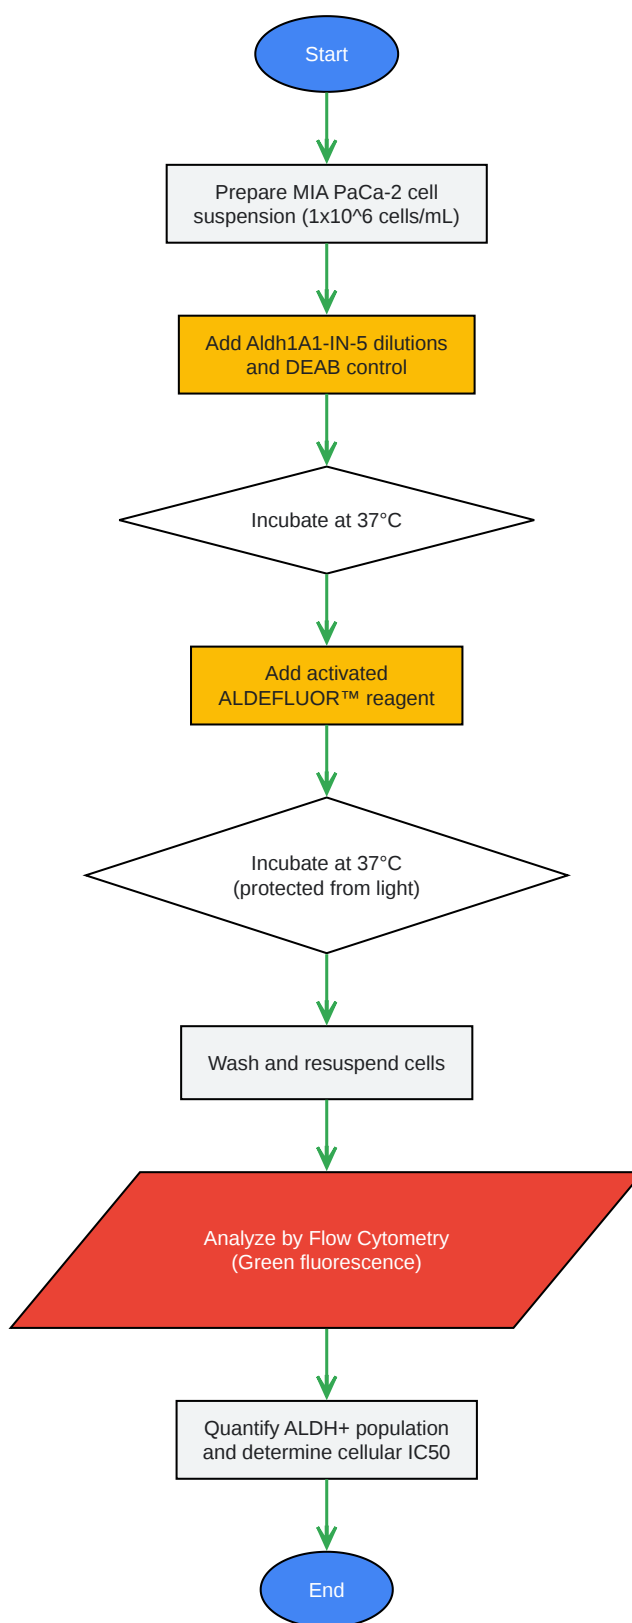 Start
Prepare MIA PaCa-2 cell
suspension (1x10^6 cells/mL)
Add Aldh1A1-IN-5 dilutions
and DEAB control
Incubate at 37°C
Add activated
ALDEFLUOR™ reagent
Incubate at 37°C
(protected from light)
Wash and resuspend cells
Analyze by Flow Cytometry
(Green fluorescence)
Quantify ALDH+ population
and determine cellular IC50
End